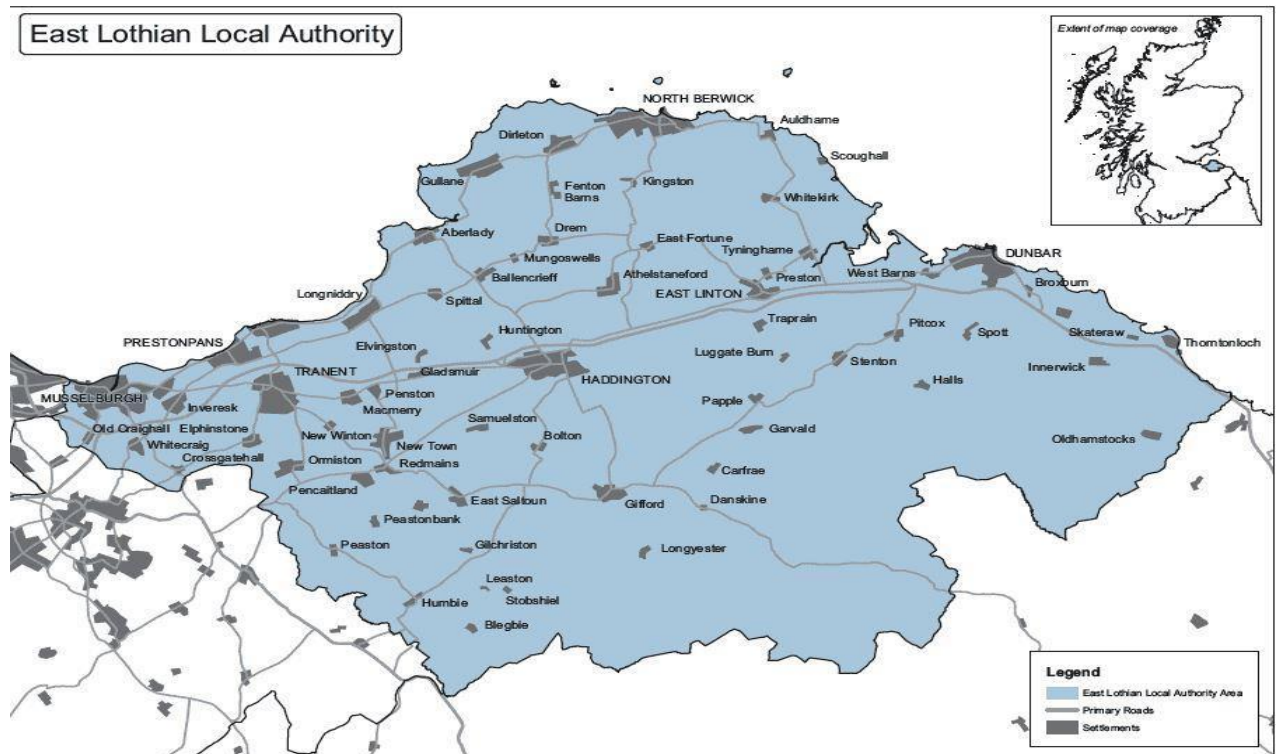 East Lothian Local Authority
Extent of map coverage
NORTH BERWICK
Auldhame
Dirleton
Scoughall
Gullane
Fenton
Barns
Kingston
Whitekirk
Aberlady
Drem
East Fortune
Tyninghame
Mungoswells
DUNBAR
Ballencrieff
Athelstaneford
Preston
West Barns
Broxburn
Longniddry
Spittal
EAST LINTON
Traprain
Pitcox
Spott
Skateraw
Thorntonloch
Huntington
PRESTONPANS
Elvingston
Luggate Burn
Stenton
Innerwick
TRANENT
Gladsmuir
HADDINGTON
Halls
MUSSELBURGH
Penston
Macmerry
Papple
Inveresk
Samuelston
Garvald
Old Craighall
Elphinstone
New Winton
New Town
Bolton
Oldhamstocks
Whitecraig
Crossgatehall
Ormiston
Redmains
Carfrae
Pencaitland
East Saltoun
Gifford
Danskine
Peastonbank
Peaston
Gilchriston
Longyester
Leaston
Humbie
Stobshiel
Blegbie
Legend
East Lothian Local Authority Area
Primary Roads
Settlements